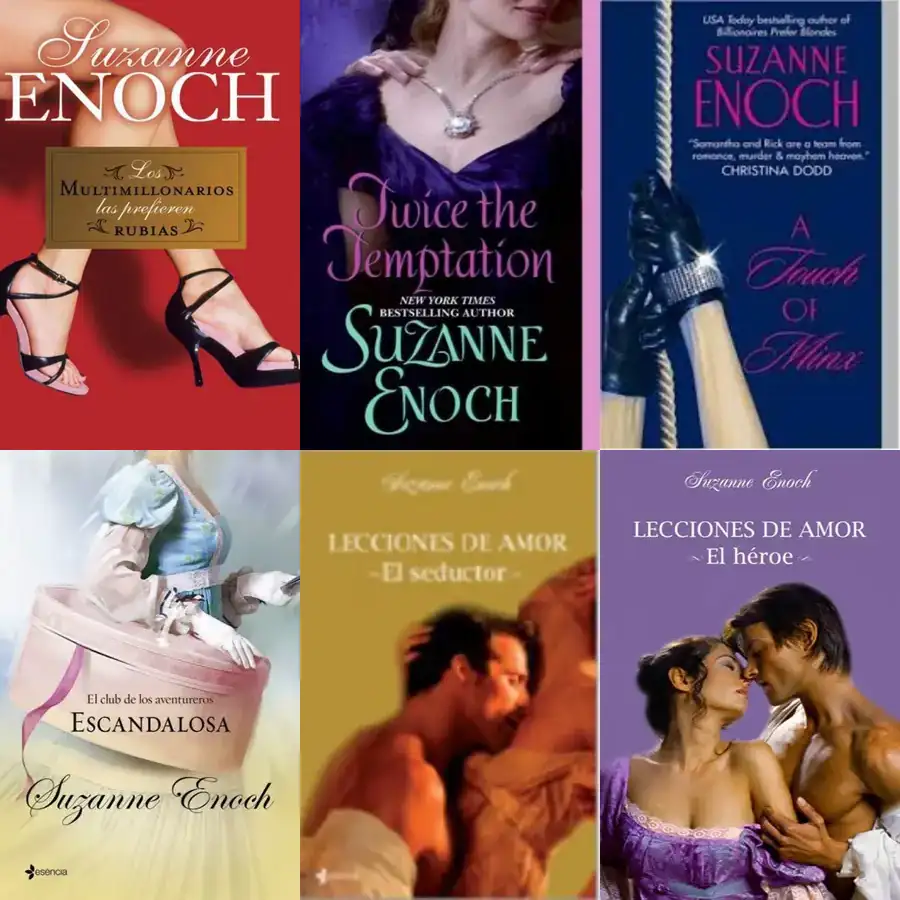 Suzanne
ENOCH
Los
MULTIMILLONARIOS
las prefieren
RUBIAS
Twice the
Temptation
NEW YORK TIMES
BESTSELLING AUTHOR
SUZANNE
ENOCH
USA Today bestselling author of
Billionaires Prefer Blondes
SUZANNE
ENOCH
"Samantha and Rick are a team from
romance, murder & mayhem heaven."
CHRISTINA DODD
A
Touch
OF
Minx
El club de los aventureros
ESCANDALOSA
Suzanne Enoch
esencia
Suzanne Enoch
LECCIONES DE AMOR
~El seductor~
Suzanne Enoch
LECCIONES DE AMOR
~El héroe~